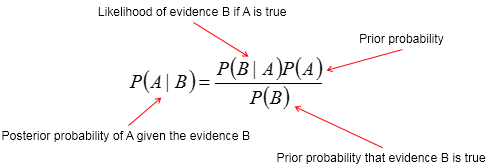 Likelihood of evidence B if A is true
Prior probability
P(A | B) = P(B | A)P(A) / P(B)
Posterior probability of A given the evidence B
Prior probability that evidence B is true